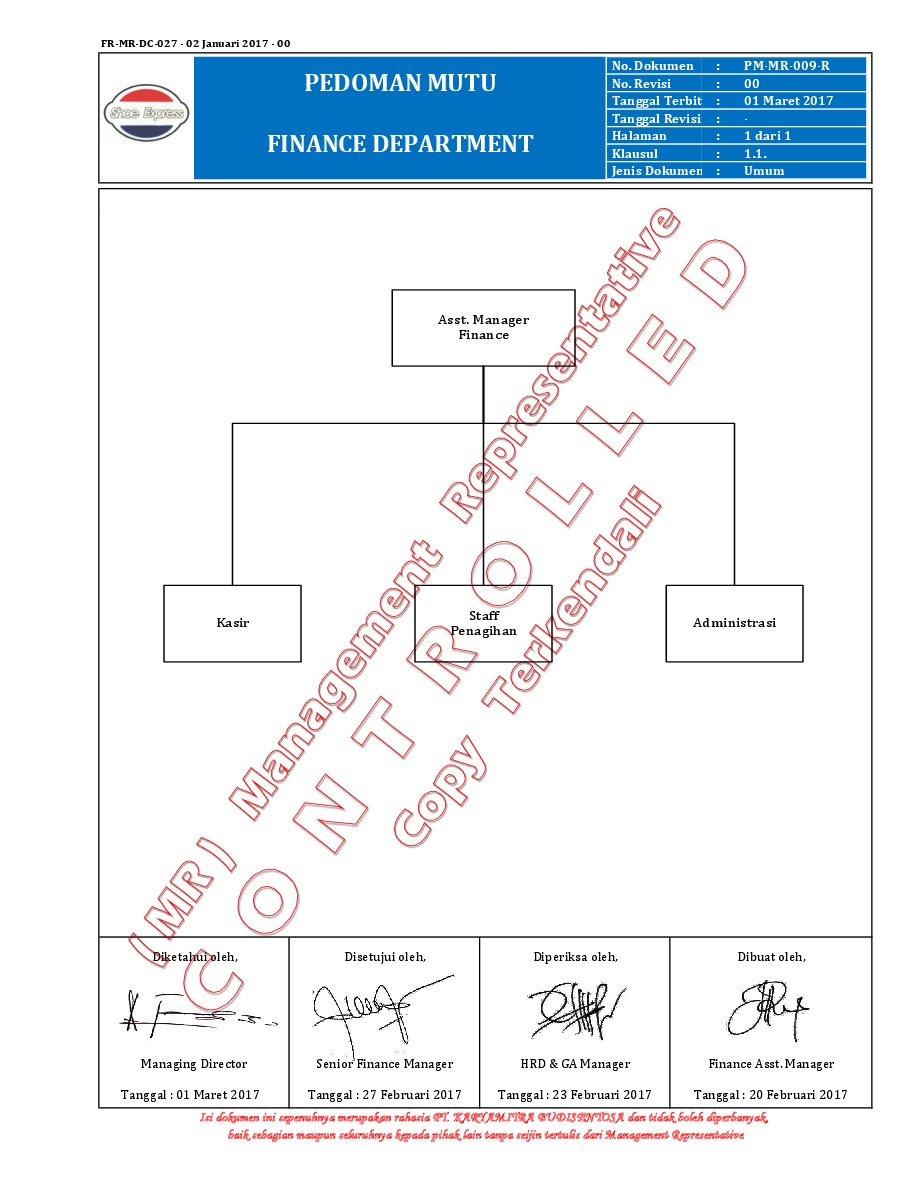 FR-MR-DC-027 - 02 Januari 2017 - 00
Shoe Express
PEDOMAN MUTU
FINANCE DEPARTMENT
No. Dokumen : PM-MR-009-R
No. Revisi : 00
Tanggal Terbit : 01 Maret 2017
Tanggal Revisi : -
Halaman : 1 dari 1
Klausul : 1.1.
Jenis Dokumen : Umum
Asst. Manager
Finance
Kasir
Staff
Penagihan
Administrasi
(MR) Management Representative
CONTROLLED
Copy Terkendali
Diketahui oleh,
Disetujui oleh,
Diperiksa oleh,
Dibuat oleh,
Managing Director
Senior Finance Manager
HRD & GA Manager
Finance Asst. Manager
Tanggal : 01 Maret 2017
Tanggal : 27 Februari 2017
Tanggal : 23 Februari 2017
Tanggal : 20 Februari 2017
Isi dokumen ini sepenuhnya merupakan rahasia PT. KARYAMITRA BUDISENTOSA dan tidak boleh diperbanyak,
baik sebagian maupun seluruhnya kepada pihak lain tanpa seijin tertulis dari Management Representative